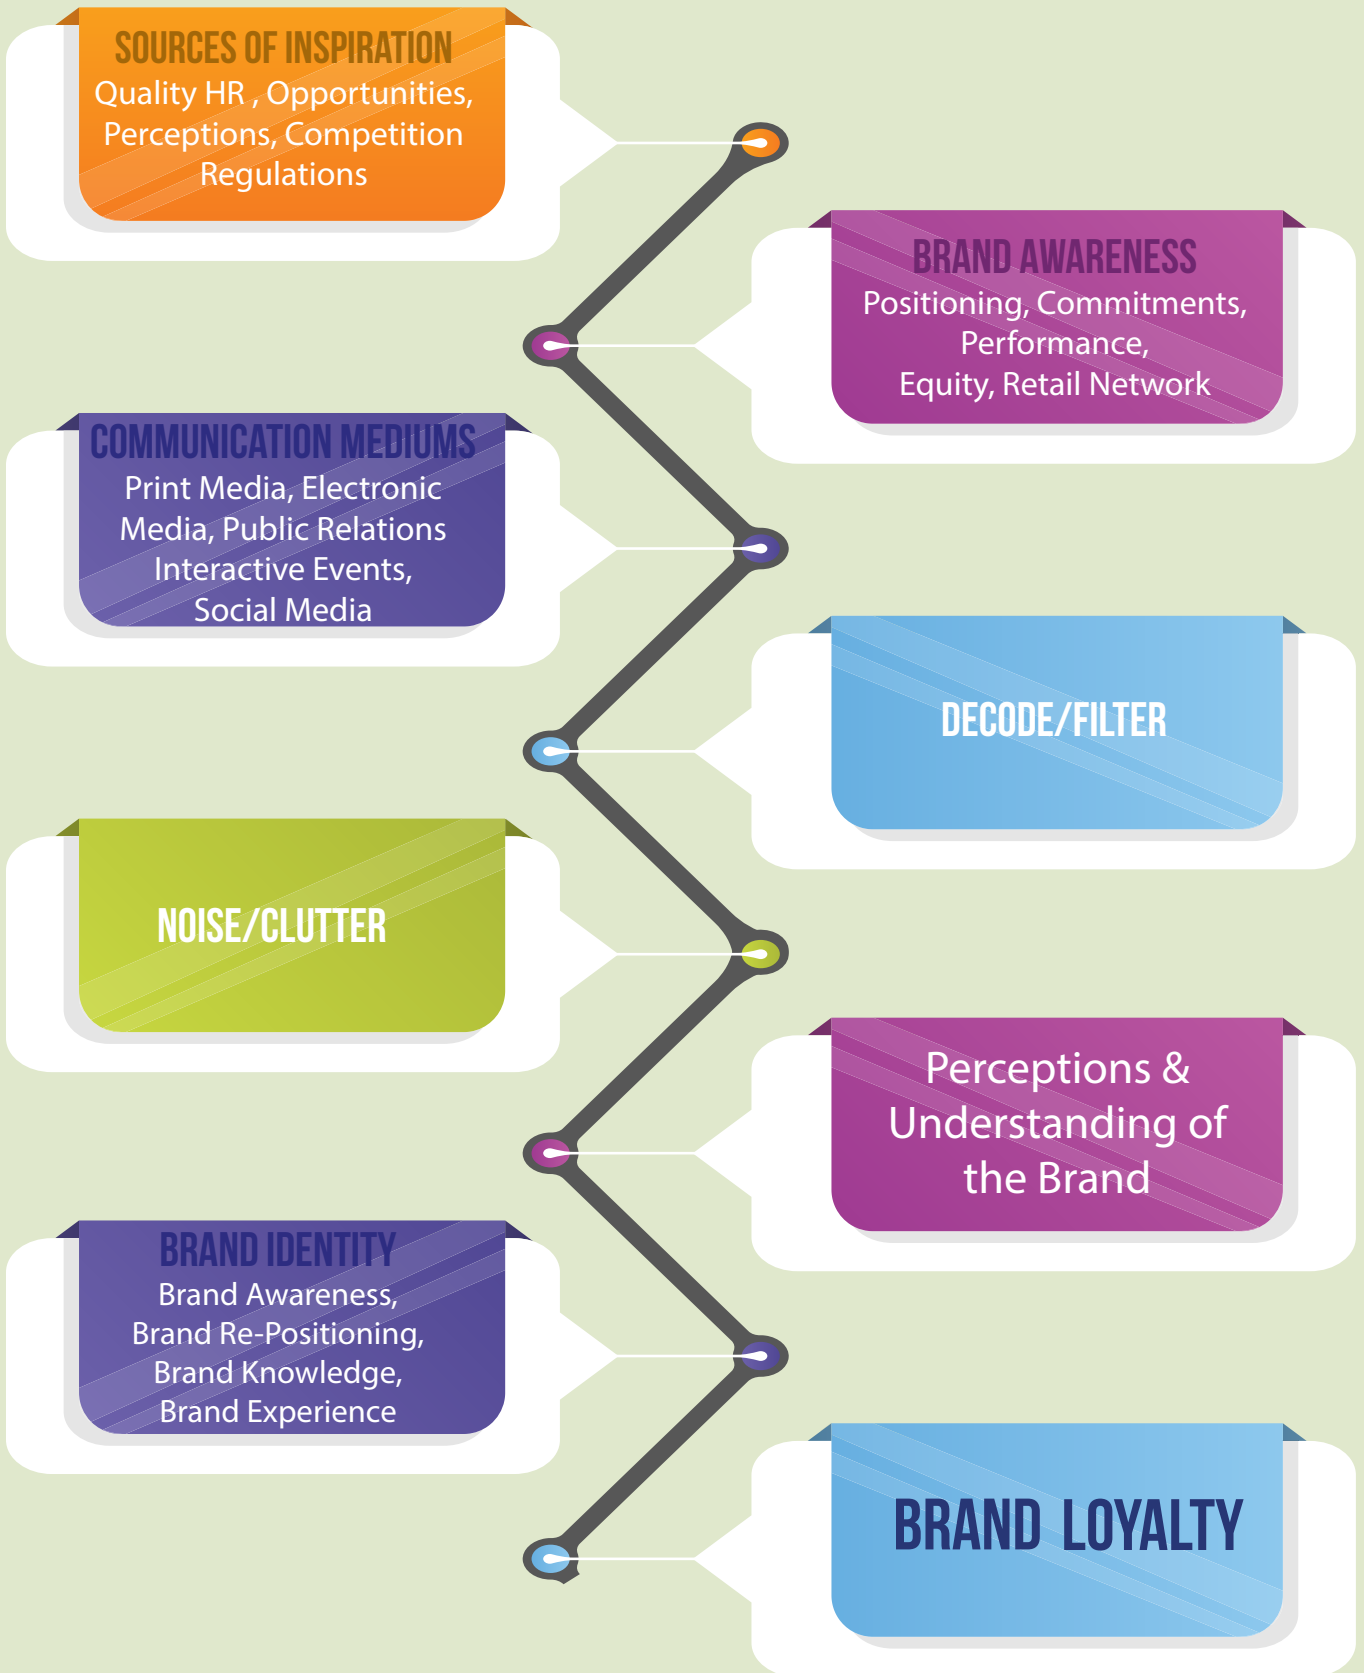 SOURCES OF INSPIRATION
Quality HR , Opportunities,
Perceptions, Competition
Regulations
BRAND AWARENESS
Positioning, Commitments,
Performance,
Equity, Retail Network
COMMUNICATION MEDIUMS
Print Media, Electronic
Media, Public Relations
Interactive Events,
Social Media
DECODE/FILTER
NOISE/CLUTTER
Perceptions &
Understanding of
the Brand
BRAND IDENTITY
Brand Awareness,
Brand Re-Positioning,
Brand Knowledge,
Brand Experience
BRAND LOYALTY